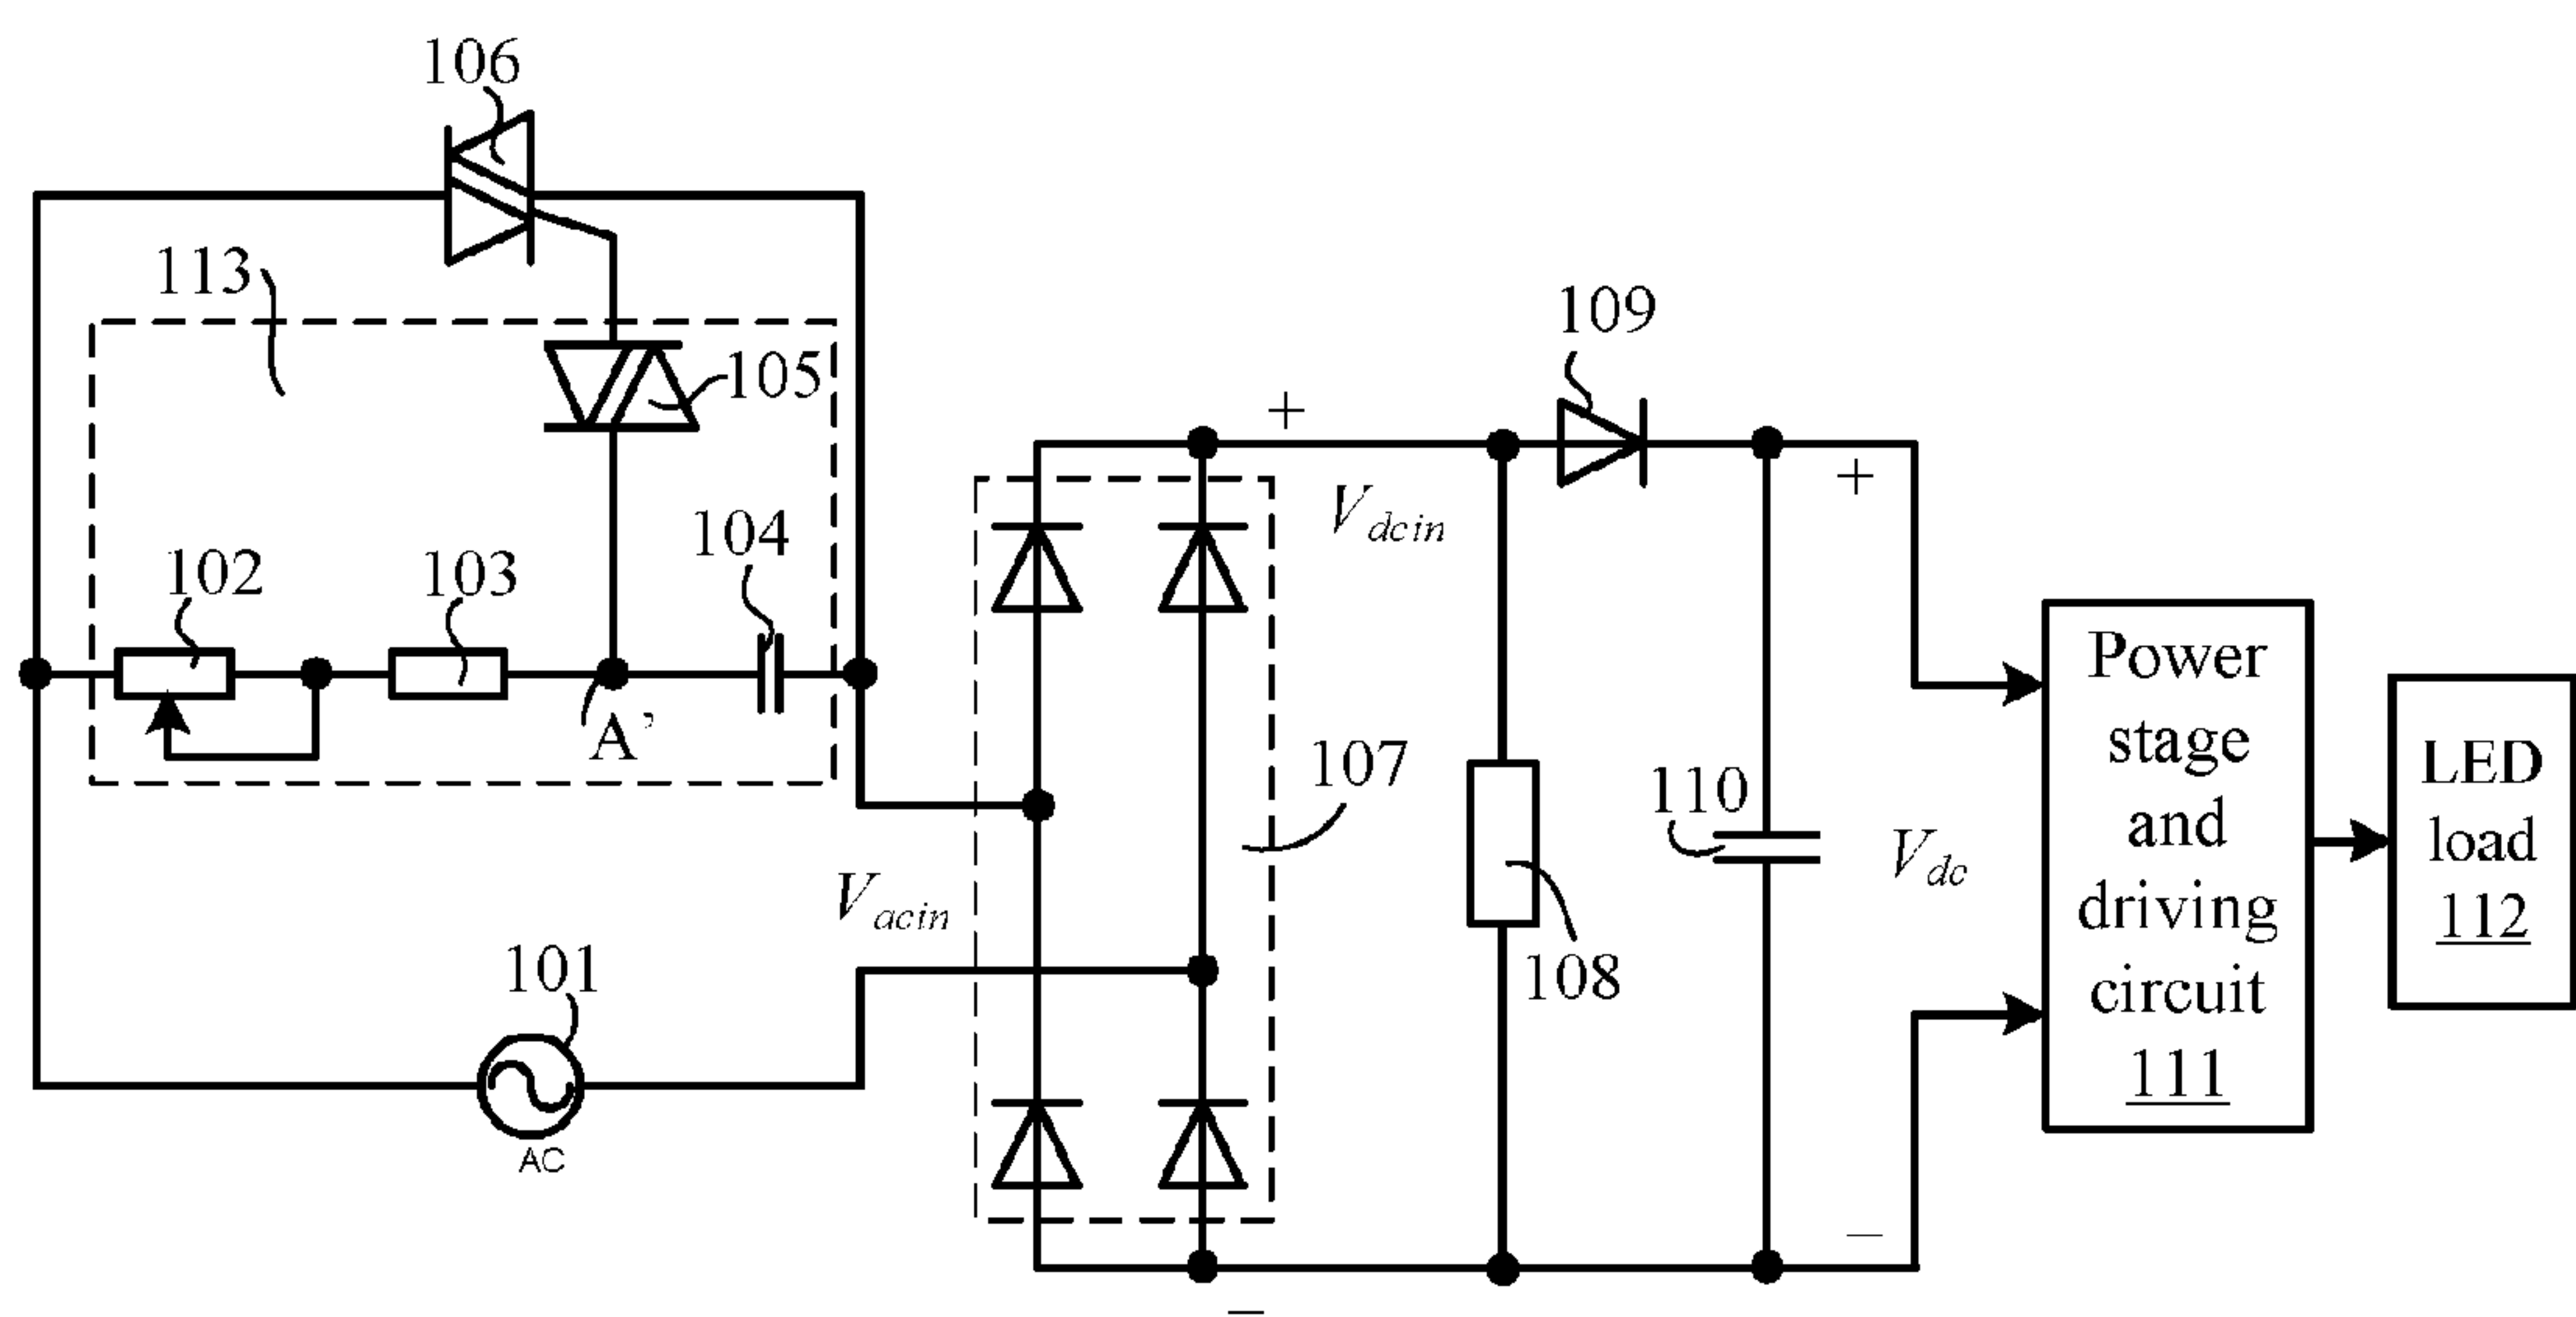 106
113
105
109
+
+
V_dcin
104
102
103
A’
107
110
V_dc
V_acin
108
101
AC
Power
stage
and
driving
circuit
111
LED
load
112
−
−